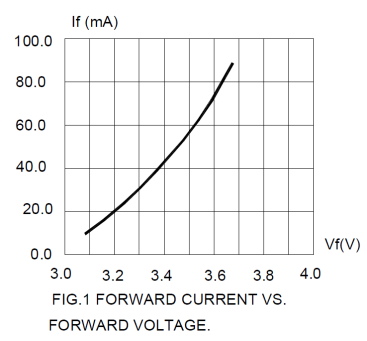 If (mA)
100.0
80.0
60.0
40.0
20.0
0.0
Vf(V)
3.0 3.2 3.4 3.6 3.8 4.0
FIG.1 FORWARD CURRENT VS.
FORWARD VOLTAGE.